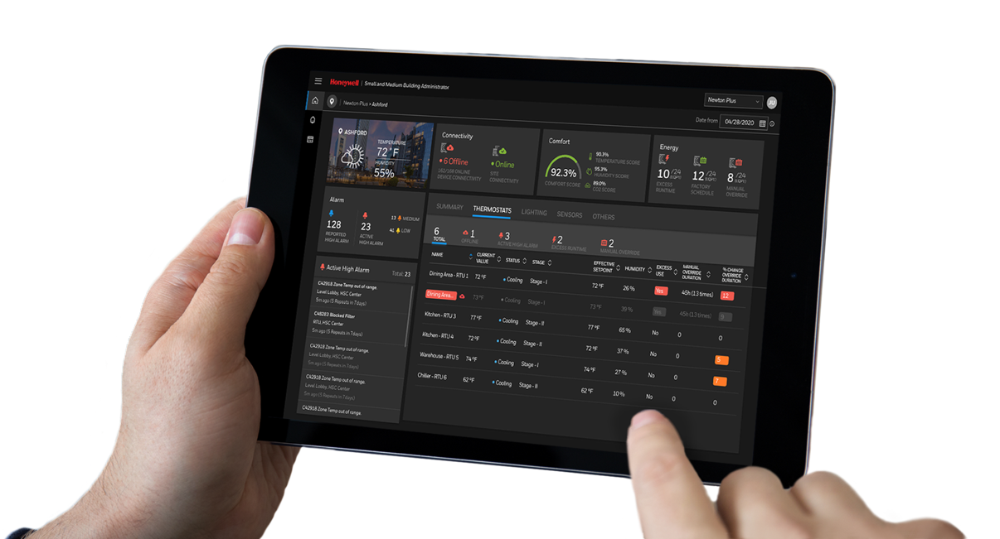 Honeywell | Small and Medium Building Administrator
Newton Plus
JU
Newton Plus • Ashford
Date from 04/28/2020
ASHFORD
TEMPERATURE
72°F
HUMIDITY
55%
Connectivity
6 Offline
162/168 ONLINE
DEVICE CONNECTIVITY
Online
SITE
CONNECTIVITY
Comfort
92.3%
COMFORT SCORE
90.3%
TEMPERATURE SCORE
95.3%
HUMIDITY SCORE
89.0%
CO2 SCORE
Energy
10 /24
EXCESS
RUNTIME
12 /24
FACTORY
SCHEDULE
8 /24
MANUAL
OVERRIDE
Alarm
128
REPORTED
HIGH ALARM
23
ACTIVE
HIGH ALARM
13 MEDIUM
LOW
Active High Alarm Total: 23
C42918 Zone Temp out of range.
Level Lobby, HSC Center
5m ago (5 Repeats in 7days)
C48283 Blocked Filter
RTU, HSC Center
5m ago (5 Repeats in 7days)
C42918 Zone Temp out of range.
Level Lobby, HSC Center
5m ago (5 Repeats in 7days)
C42918 Zone Temp out of range.
Level Lobby, HSC Center
5m ago (5 Repeats in 7days)
C42918 Zone Temp out of range.
SUMMARY THERMOSTATS LIGHTING SENSORS OTHERS
6 TOTAL
1 OFFLINE
3 ACTIVE HIGH ALARM
2 EXCESS RUNTIME
2 MANUAL OVERRIDE
NAME CURRENT VALUE STATUS STAGE EFFECTIVE SETPOINT HUMIDITY EXCESS USE MANUAL OVERRIDE DURATION % CHANGE OVERRIDE DURATION
Dining Area - RTU 1 72 °F Cooling Stage - I 72 °F 26 % Yes 45h (13 times) 12
Dining Area... 73 °F Cooling Stage - I 73 °F 39 % Yes 45h (13 times) 9
Kitchen - RTU 3 77 °F Cooling Stage - II 77 °F 65 % No 0 0
Kitchen - RTU 4 72 °F Cooling Stage - II 72 °F 37 % No 0 5
Warehouse - RTU 5 74 °F Cooling Stage - I 74 °F 27 % No 0 7
Chiller - RTU 6 62 °F Cooling Stage - II 62 °F 10 % No 0 0